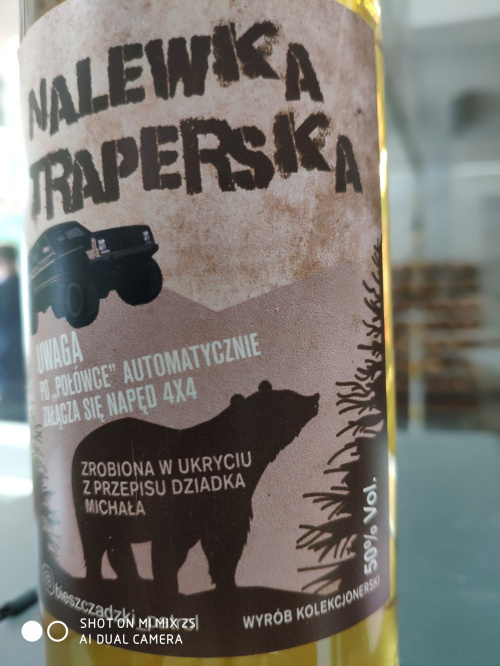 NALEWKA
TRAPERSKA
UWAGA
PO „POŁÓWCE” AUTOMATYCZNIE
ZAŁĄCZA SIĘ NAPĘD 4X4
ZROBIONA W UKRYCIU
Z PRZEPISU DZIADKA
MICHAŁA
50% Vol.
WYRÓB KOLEKCJONERSKI
SHOT ON MI MIX 2S
AI DUAL CAMERA